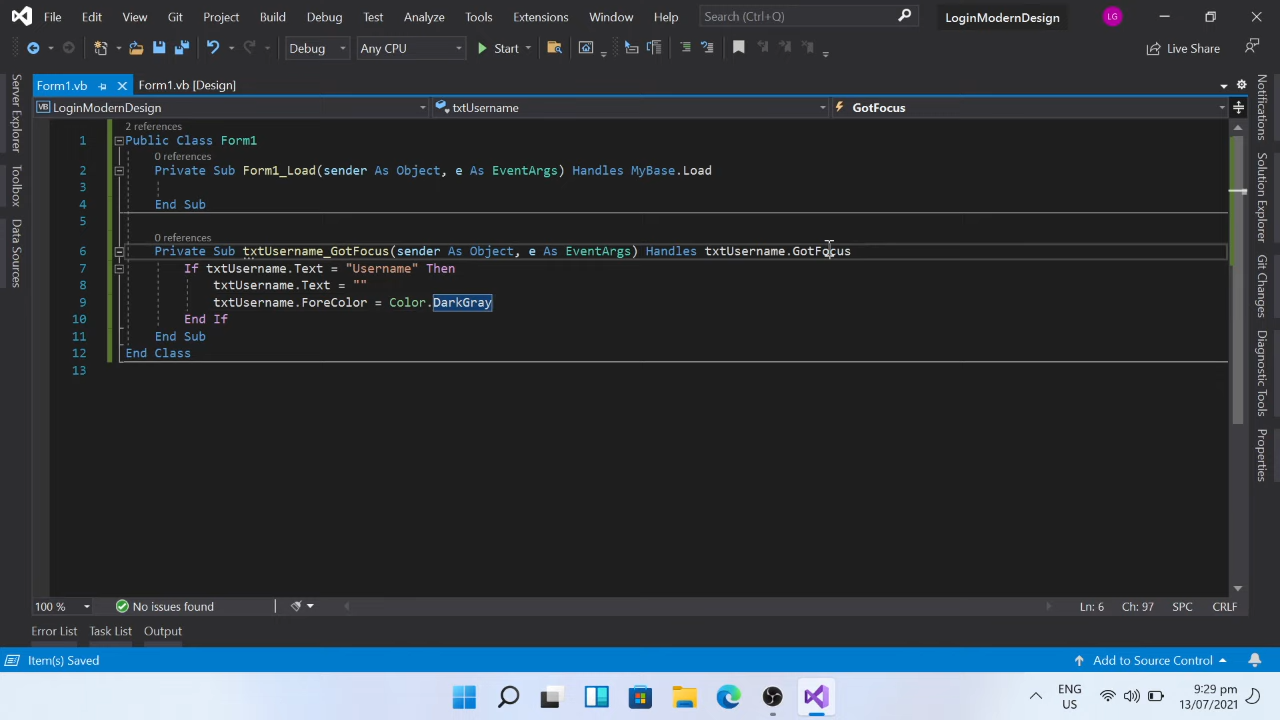 File Edit View Git Project Build Debug Test Analyze Tools Extensions Window Help Search (Ctrl+Q) LoginModernDesign LG
Debug Any CPU Start Live Share
Form1.vb Form1.vb [Design]
VB LoginModernDesign txtUsername GotFocus
Server Explorer
Toolbox
Data Sources
2 references
1 Public Class Form1
0 references
2 Private Sub Form1_Load(sender As Object, e As EventArgs) Handles MyBase.Load
3
4 End Sub
5
0 references
6 Private Sub txtUsername_GotFocus(sender As Object, e As EventArgs) Handles txtUsername.GotFocus
7 If txtUsername.Text = "Username" Then
8 txtUsername.Text = ""
9 txtUsername.ForeColor = Color.DarkGray
10 End If
11 End Sub
12 End Class
13
Notifications
Solution Explorer
Git Changes
Diagnostic Tools
Properties
100 % No issues found Ln: 6 Ch: 97 SPC CRLF
Error List Task List Output
Item(s) Saved Add to Source Control
ENG
US
9:29 pm
13/07/2021